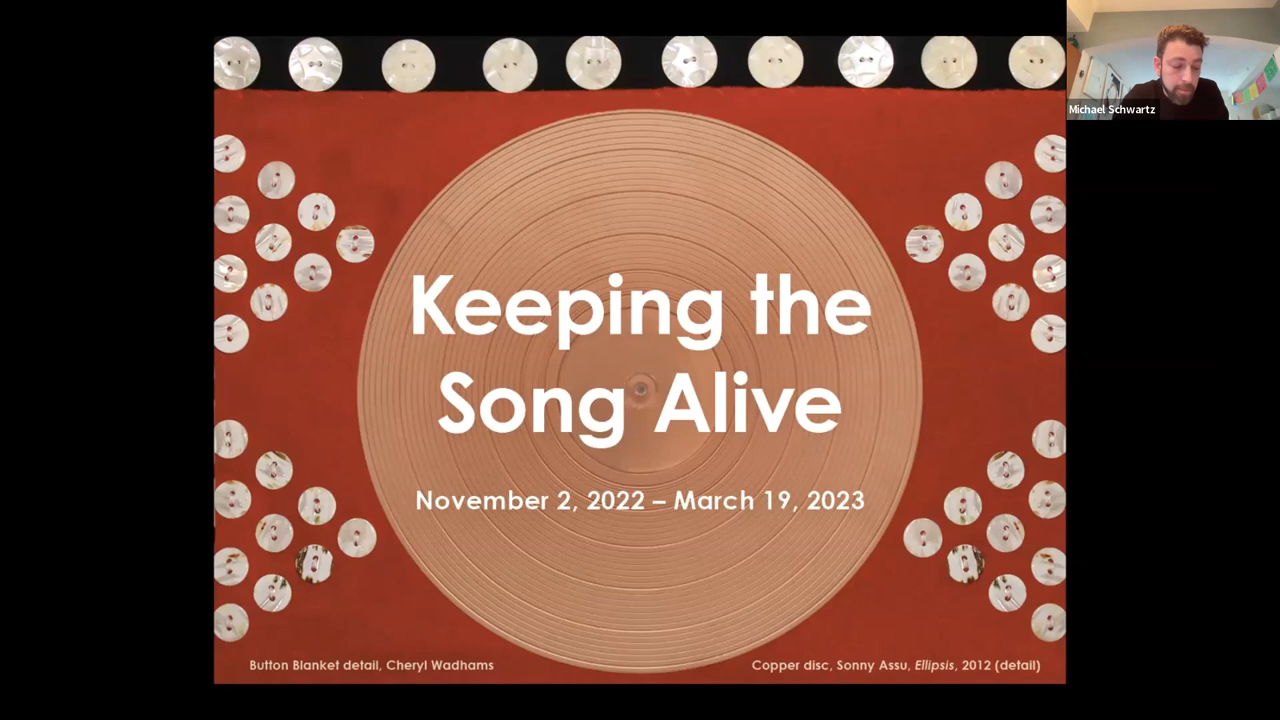 Michael Schwartz
Keeping the
Song Alive
November 2, 2022 – March 19, 2023
Button Blanket detail, Cheryl Wadhams
Copper disc, Sonny Assu, Ellipsis, 2012 (detail)